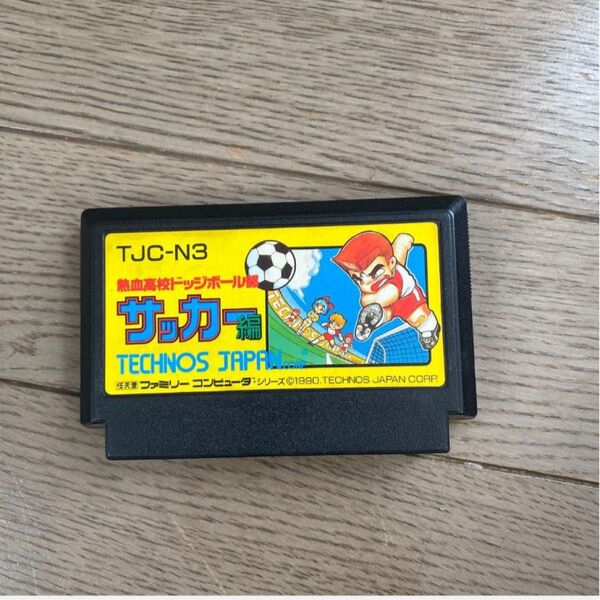 TJC-N3
熱血高校ドッジボール部
サッカー編
TECHNOS JAPAN CORP.
任天堂 ファミリー コンピュータ シリーズ ©1990. TECHNOS JAPAN CORP.